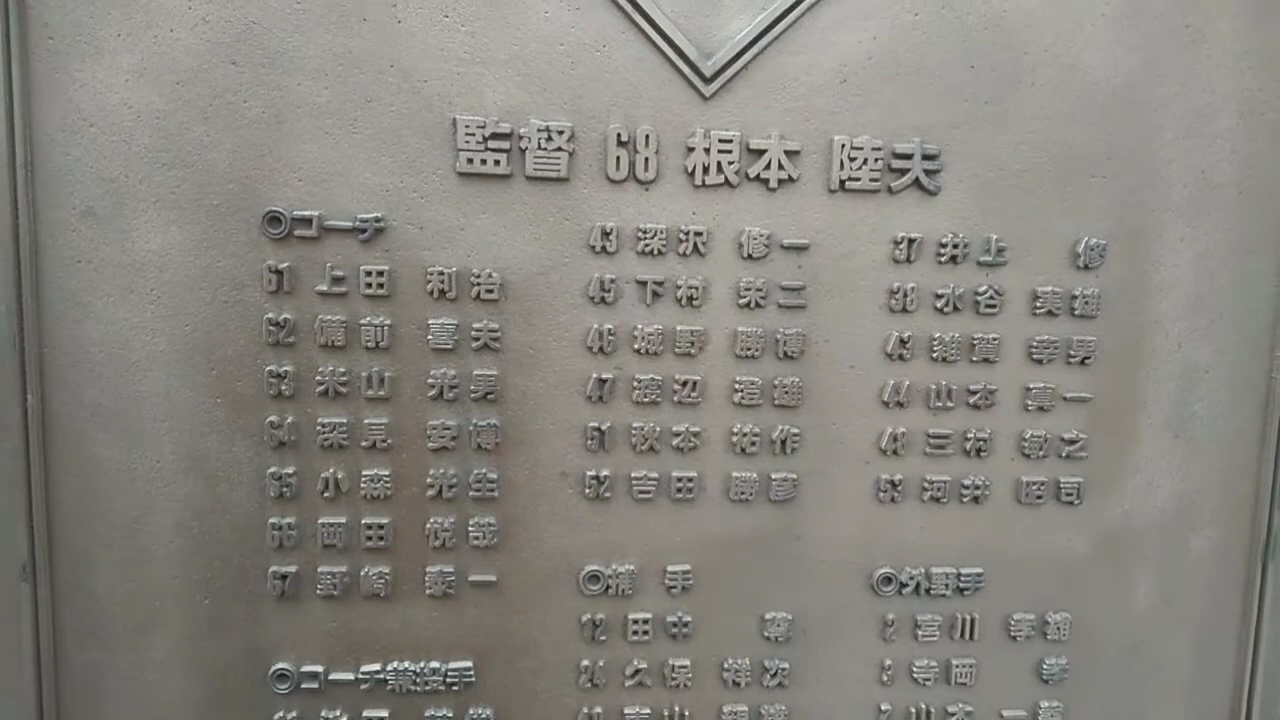 監督 68 根本 陸夫
◎コーチ
61 上田 利治
62 備前 喜夫
63 米山 光男
64 深見 安博
65 小森 光生
66 岡田 悦哉
67 野崎 泰一
◎コーチ兼投手
43 深沢 修一
45 下村 栄二
46 城野 勝博
47 渡辺 澄雄
51 秋本 祐作
52 吉田 勝彦
◎捕手
12 田中 尊
24 久保 祥次
37 井上 修
38 水谷 実雄
43 雑賀 幸男
44 山本 真一
48 三村 敏之
53 河井 昭司
◎外野手
2 宮川 孝雄
3 寺岡 孝
7 山本 一義